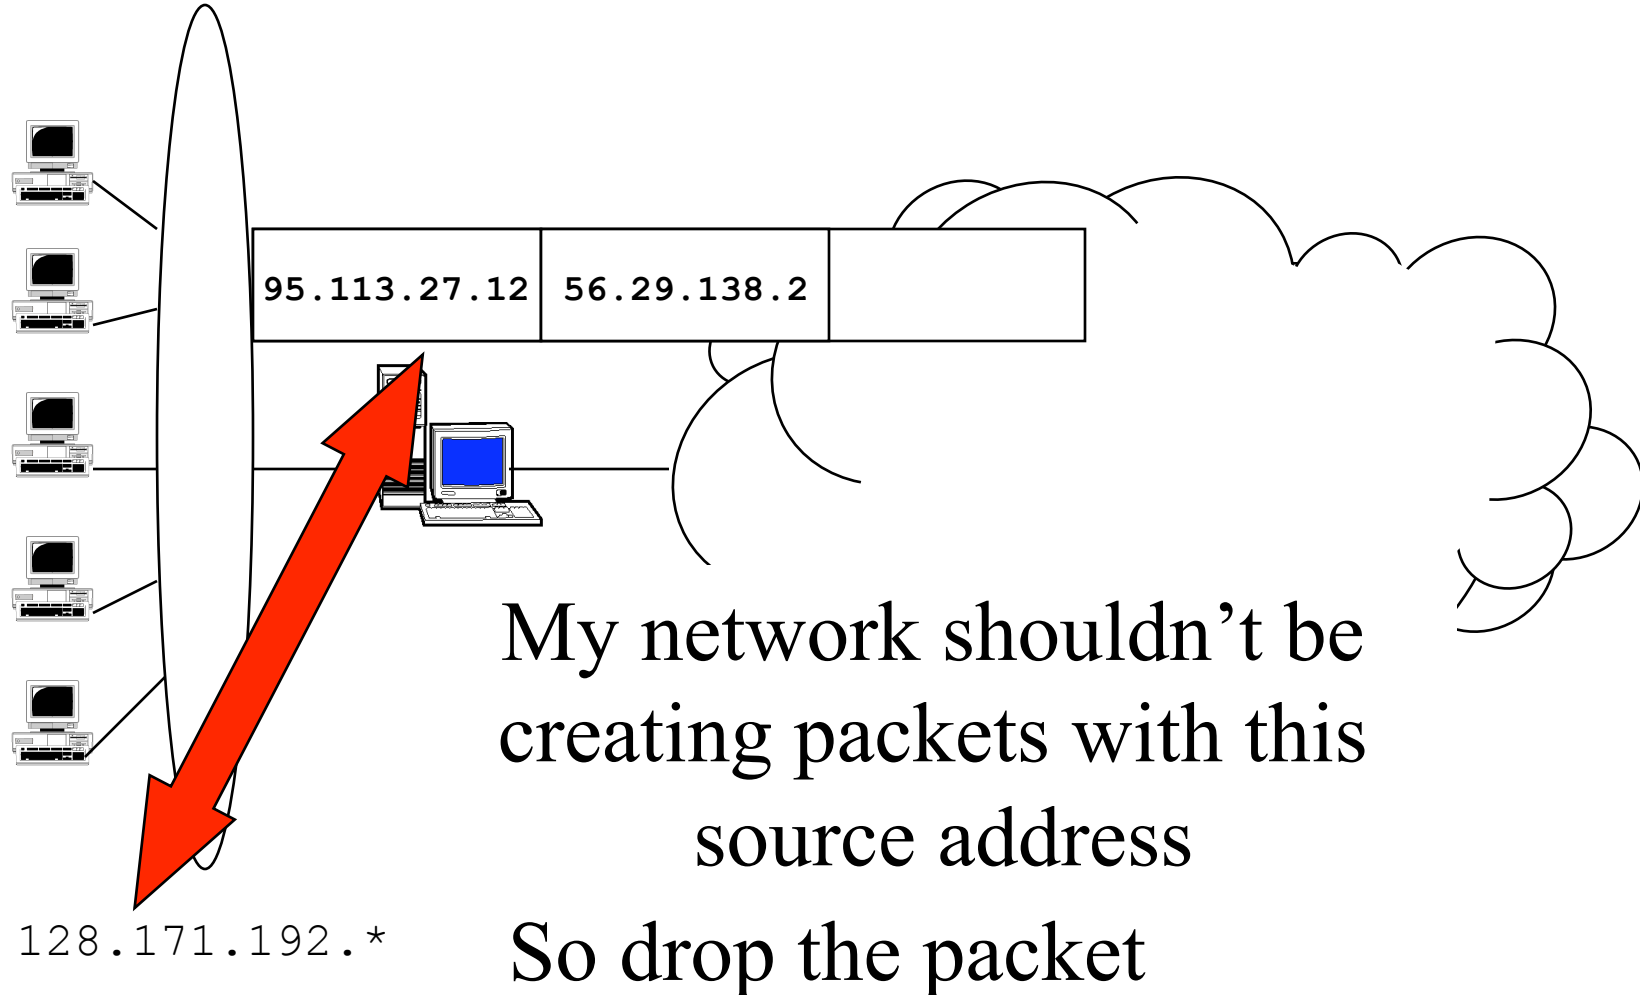 95.113.27.12 56.29.138.2
My network shouldn’t be
creating packets with this
source address
128.171.192.*
So drop the packet